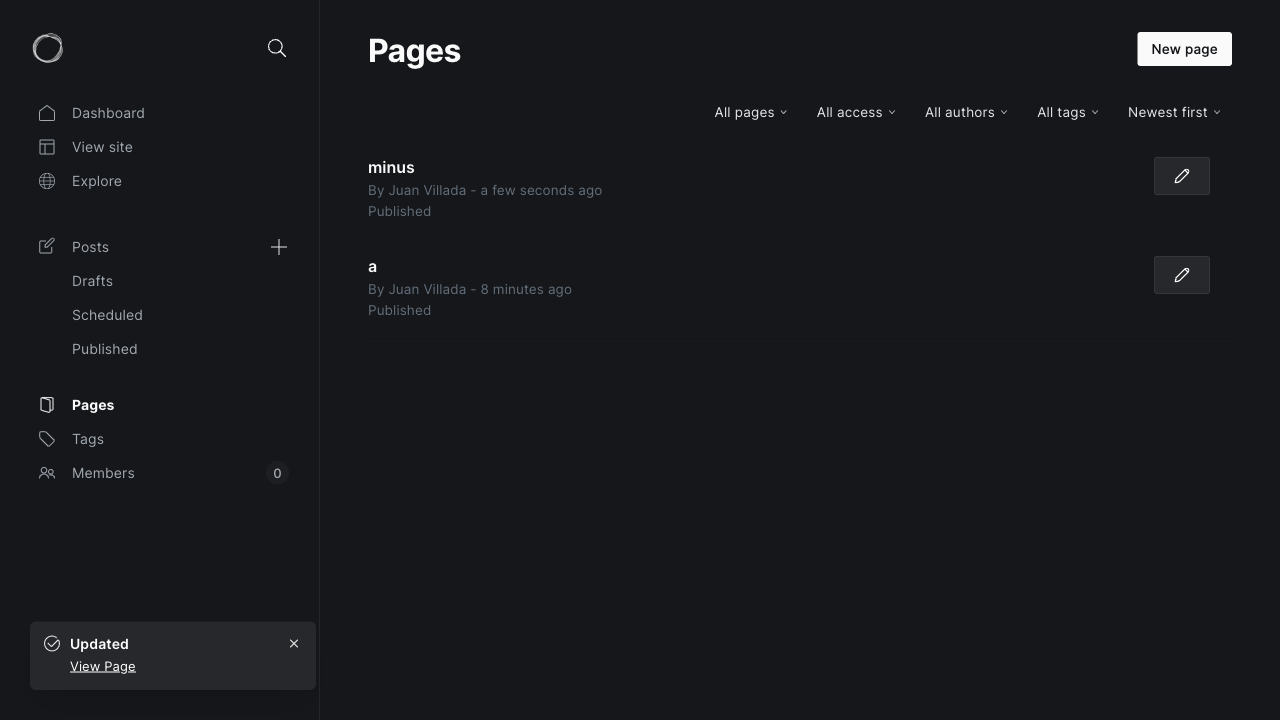 Pages
New page
Dashboard
View site
Explore
All pages
All access
All authors
All tags
Newest first
minus
By Juan Villada - a few seconds ago
Published
a
By Juan Villada - 8 minutes ago
Published
Posts
Drafts
Scheduled
Published
Pages
Tags
Members
0
Updated
View Page